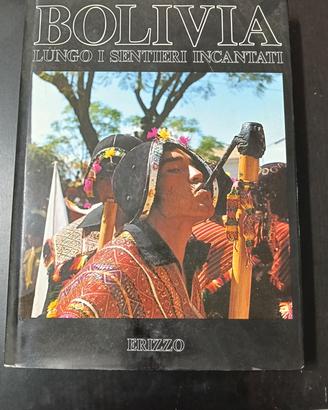 BOLIVIA
LUNGO I SENTIERI INCANTATI
ERIZZO